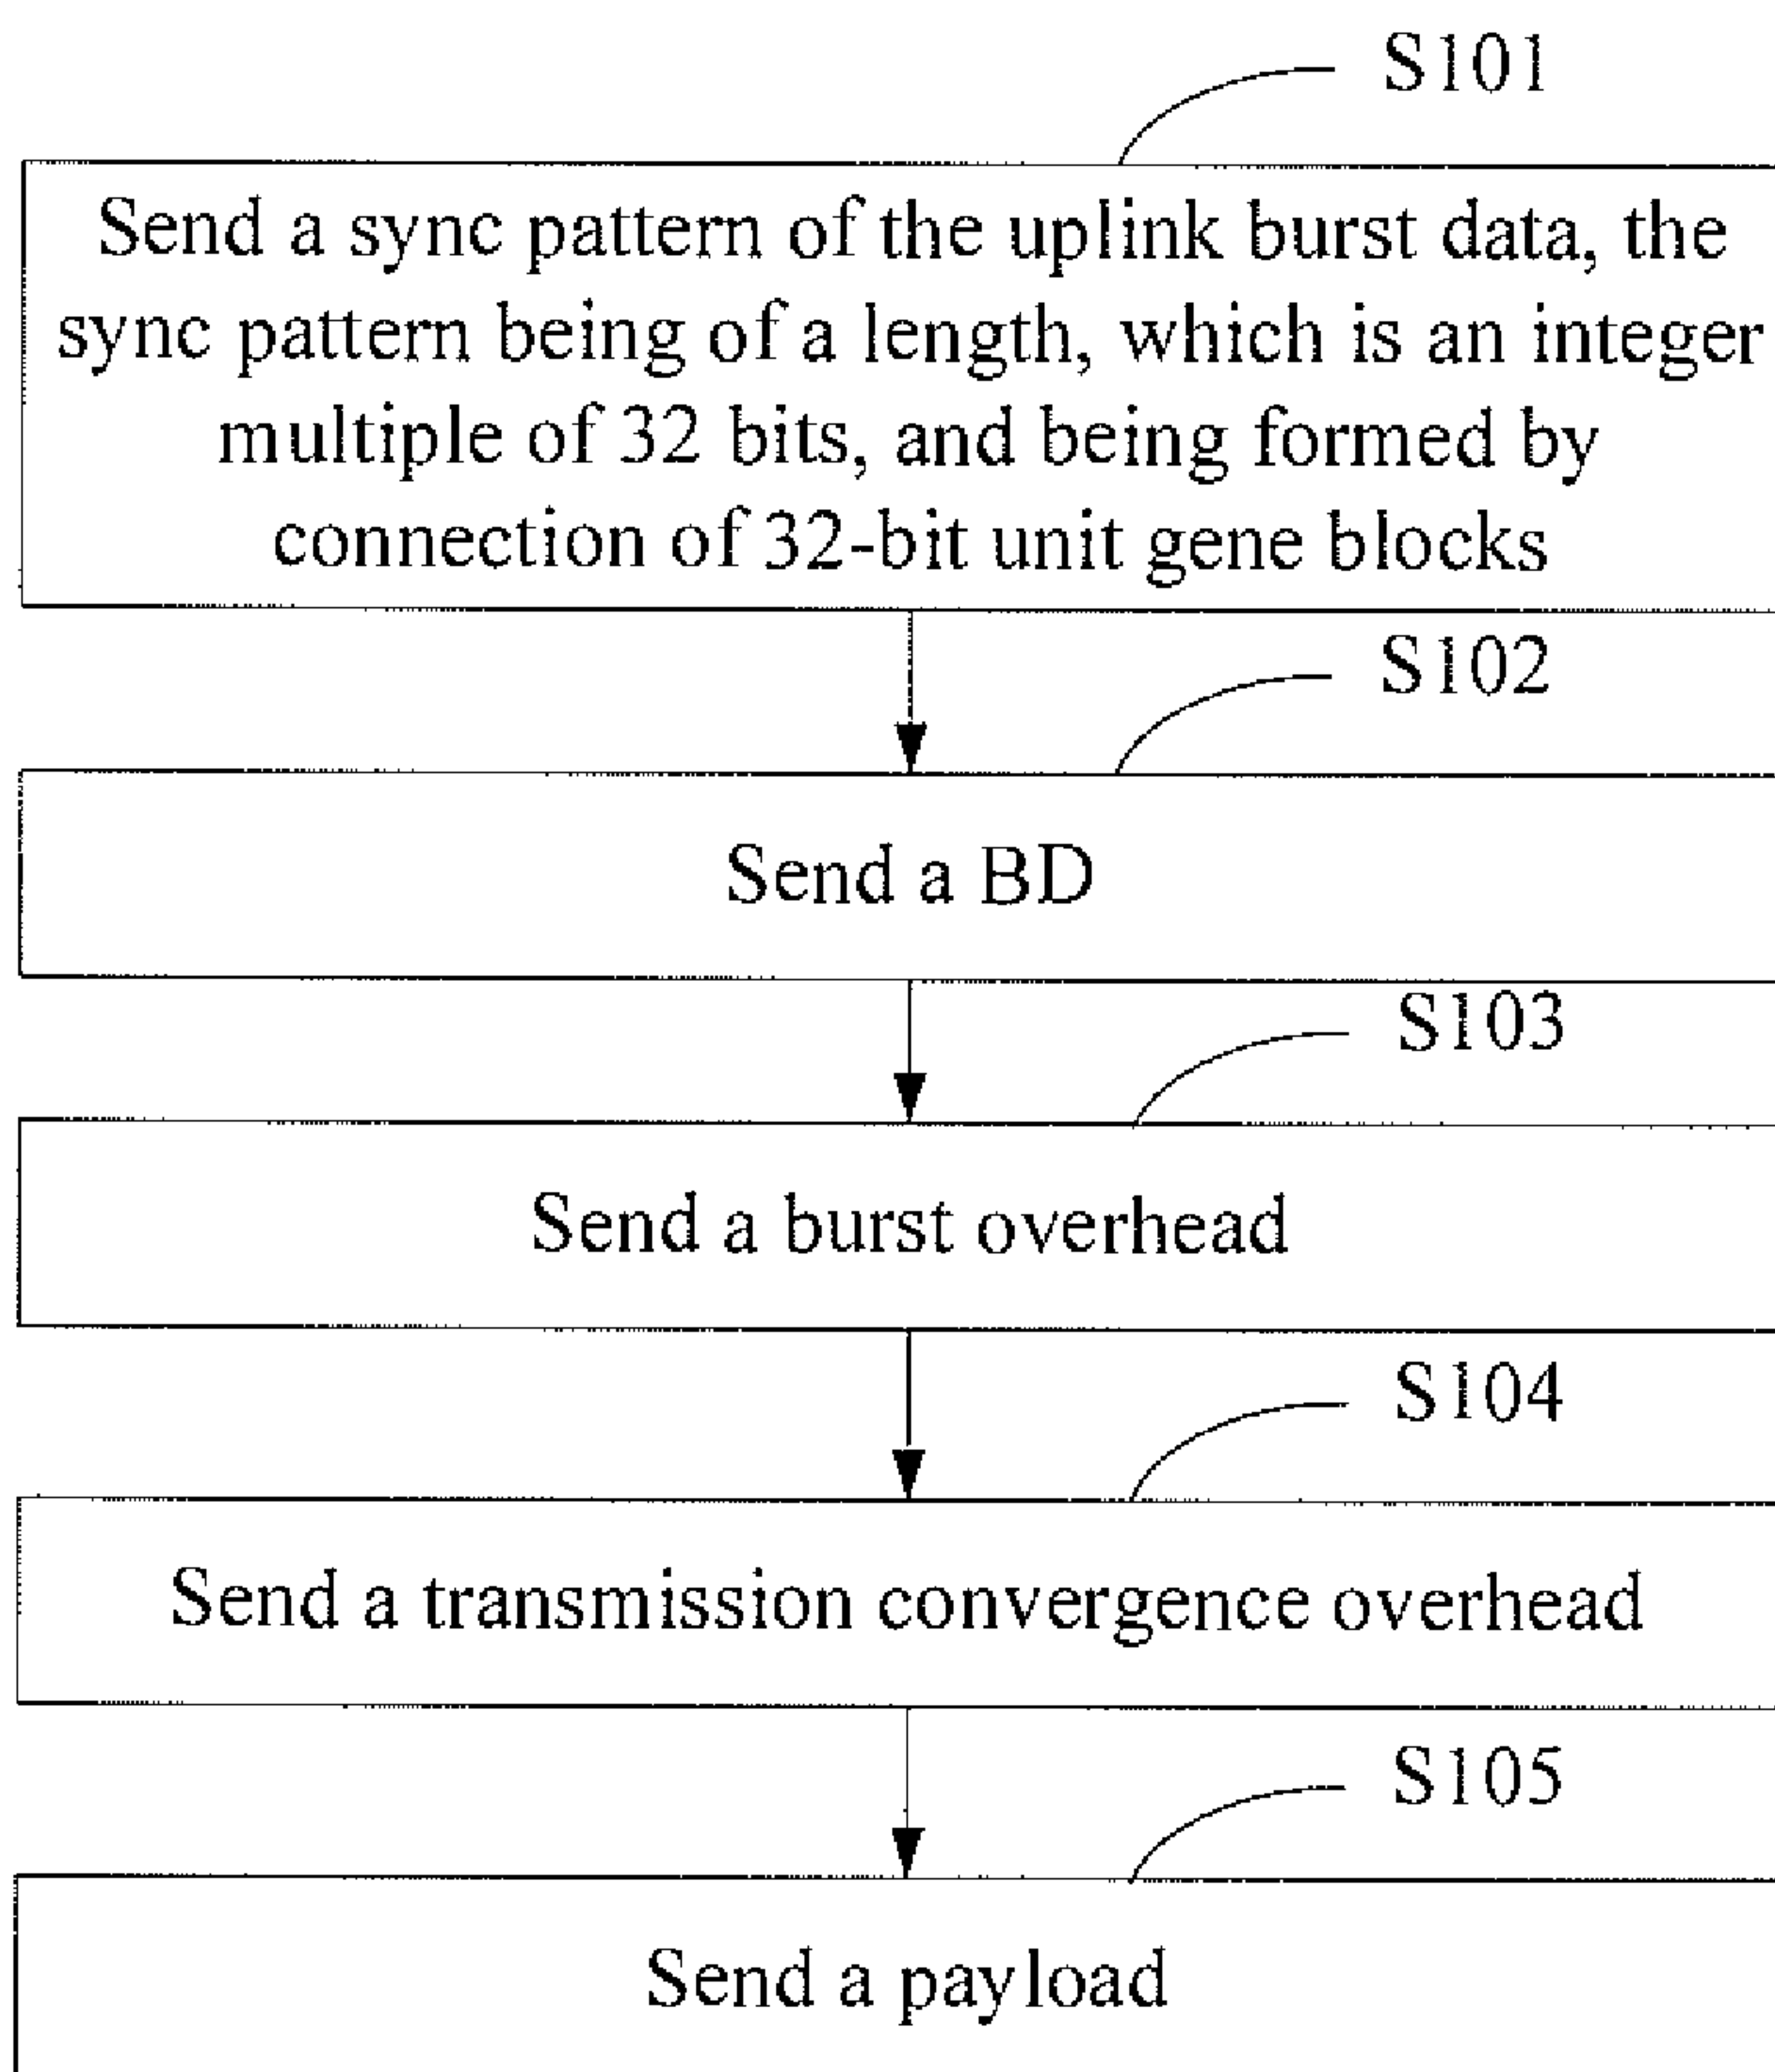 S101
Send a sync pattern of the uplink burst data, the
sync pattern being of a length, which is an integer
multiple of 32 bits, and being formed by
connection of 32-bit unit gene blocks
S102
Send a BD
S103
Send a burst overhead
S104
Send a transmission convergence overhead
S105
Send a payload